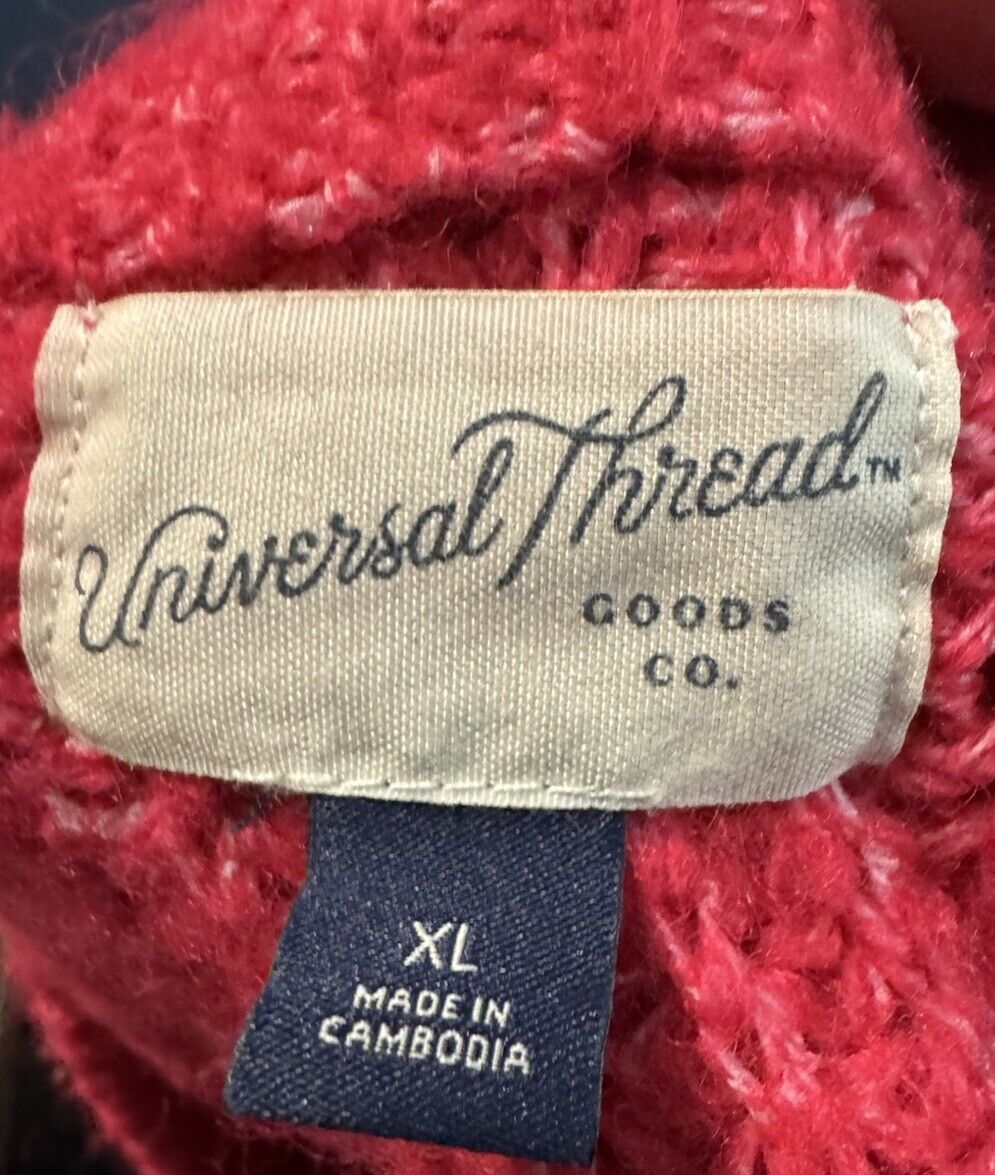 Universal Thread™
GOODS
CO.
XL
MADE IN
CAMBODIA